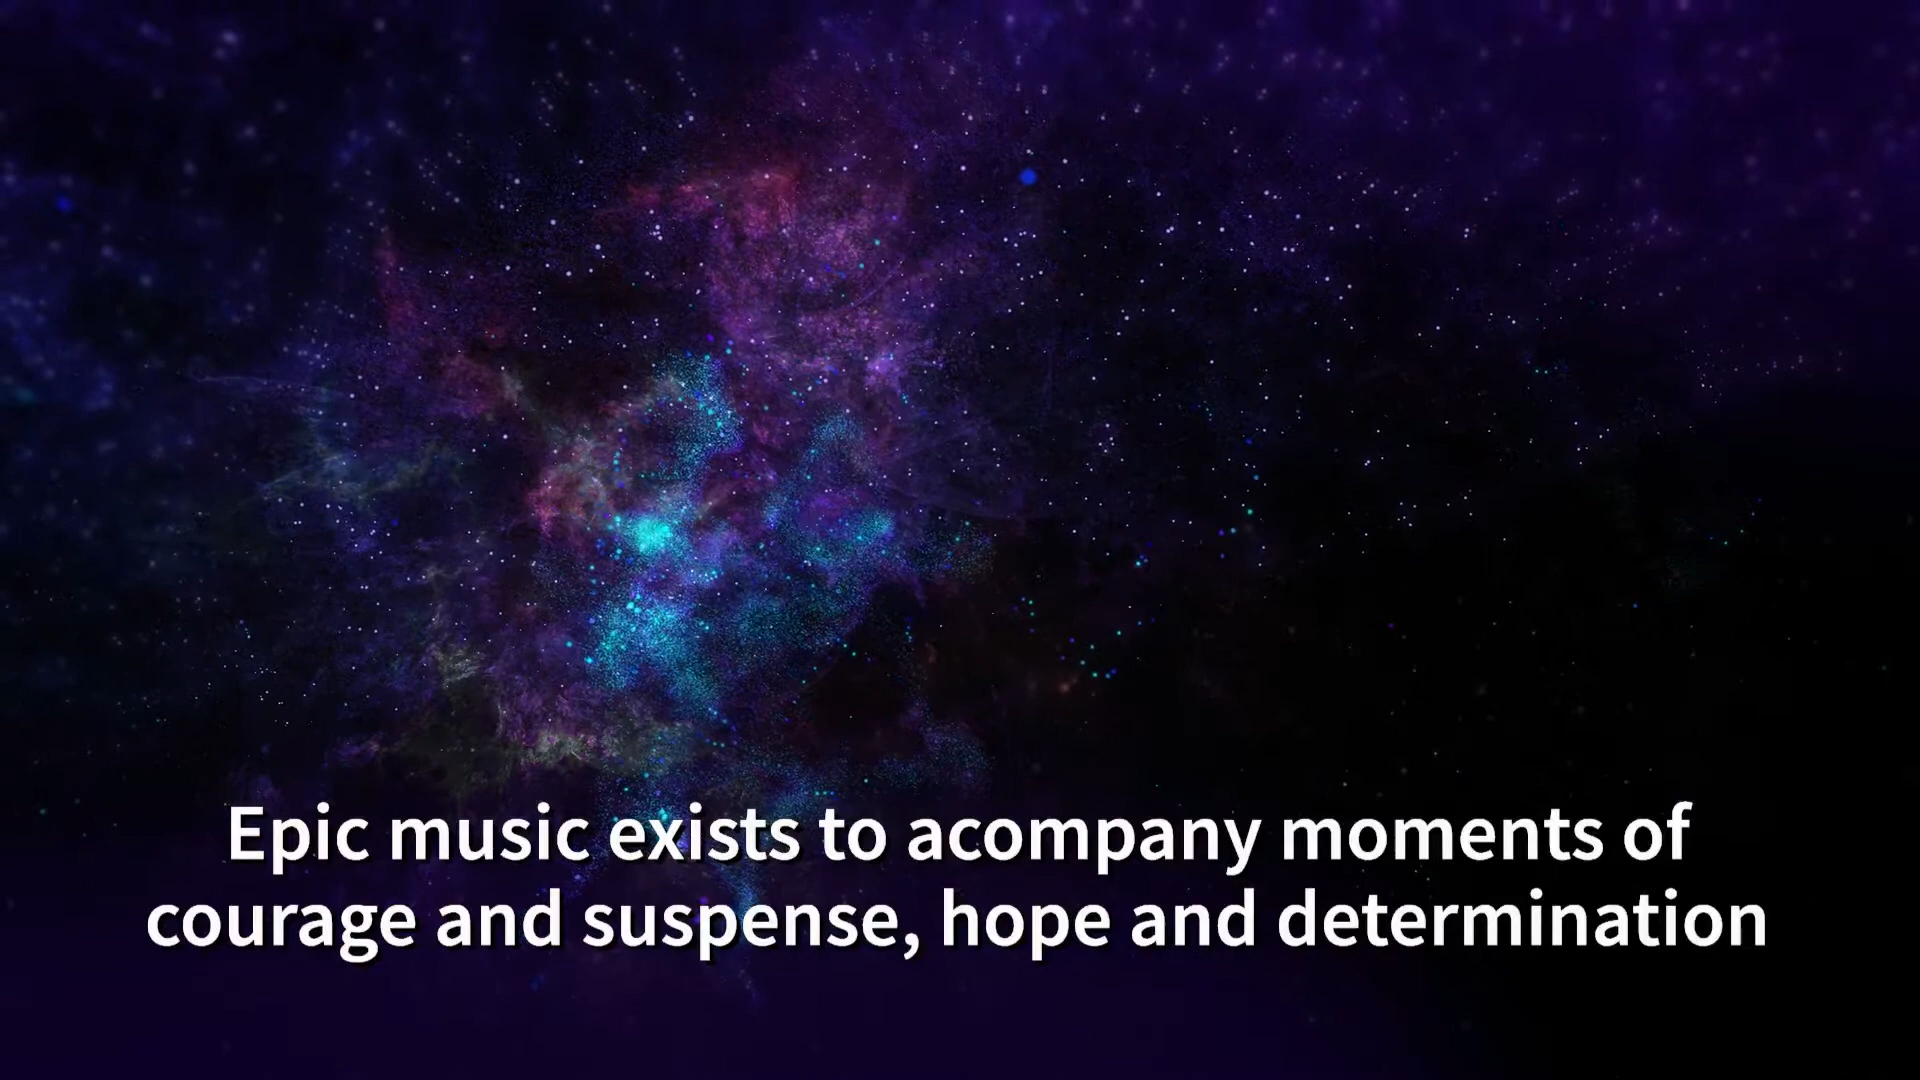 Epic music exists to acompany moments of
courage and suspense, hope and determination